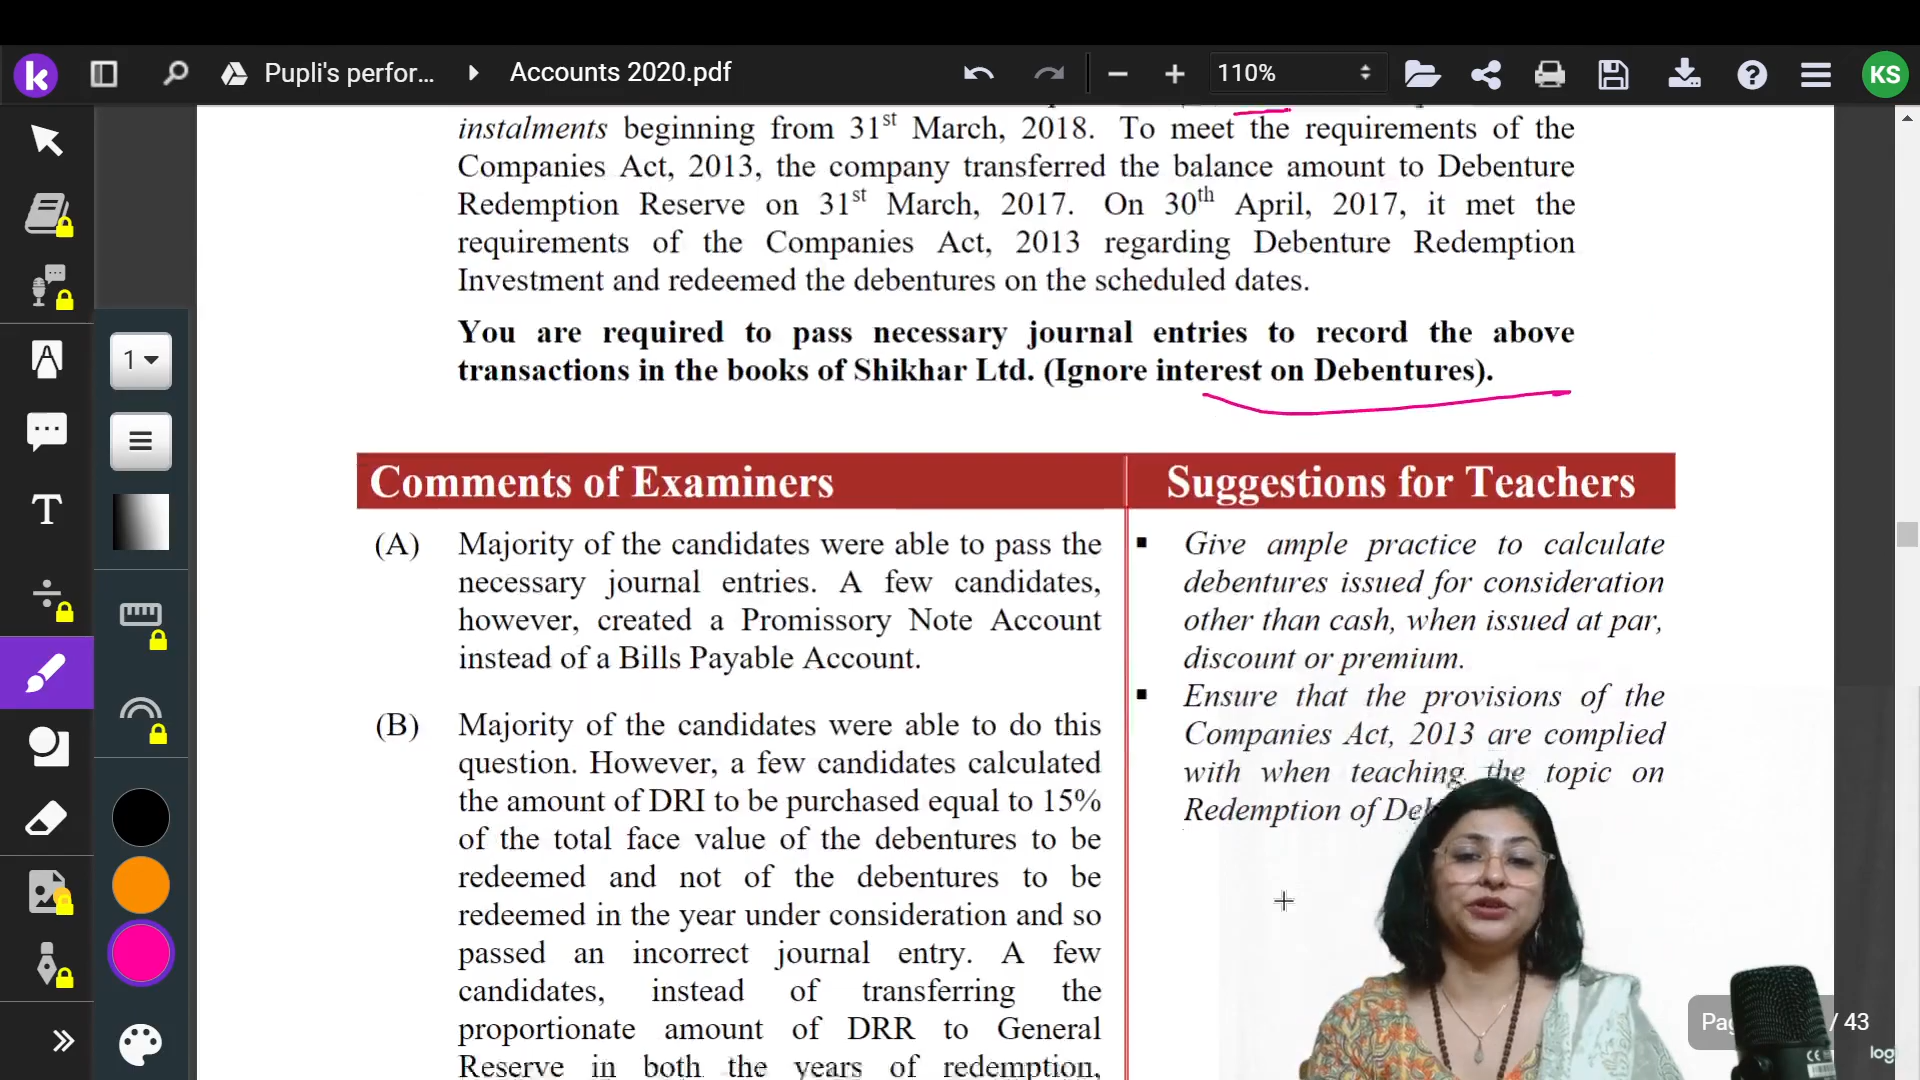 k Pupli's perfor... Accounts 2020.pdf 110% KS
instalments beginning from 31st March, 2018. To meet the requirements of the
Companies Act, 2013, the company transferred the balance amount to Debenture
Redemption Reserve on 31st March, 2017. On 30th April, 2017, it met the
requirements of the Companies Act, 2013 regarding Debenture Redemption
Investment and redeemed the debentures on the scheduled dates.
You are required to pass necessary journal entries to record the above
transactions in the books of Shikhar Ltd. (Ignore interest on Debentures).
1
T
Comments of Examiners
(A) Majority of the candidates were able to pass the
necessary journal entries. A few candidates,
however, created a Promissory Note Account
instead of a Bills Payable Account.
(B) Majority of the candidates were able to do this
question. However, a few candidates calculated
the amount of DRI to be purchased equal to 15%
of the total face value of the debentures to be
redeemed and not of the debentures to be
redeemed in the year under consideration and so
passed an incorrect journal entry. A few
candidates, instead of transferring the
proportionate amount of DRR to General
Reserve in both the years of redemption,
Suggestions for Teachers
▪ Give ample practice to calculate
debentures issued for consideration
other than cash, when issued at par,
discount or premium.
▪ Ensure that the provisions of the
Companies Act, 2013 are complied
with when teaching the topic on
Redemption of
/ 43